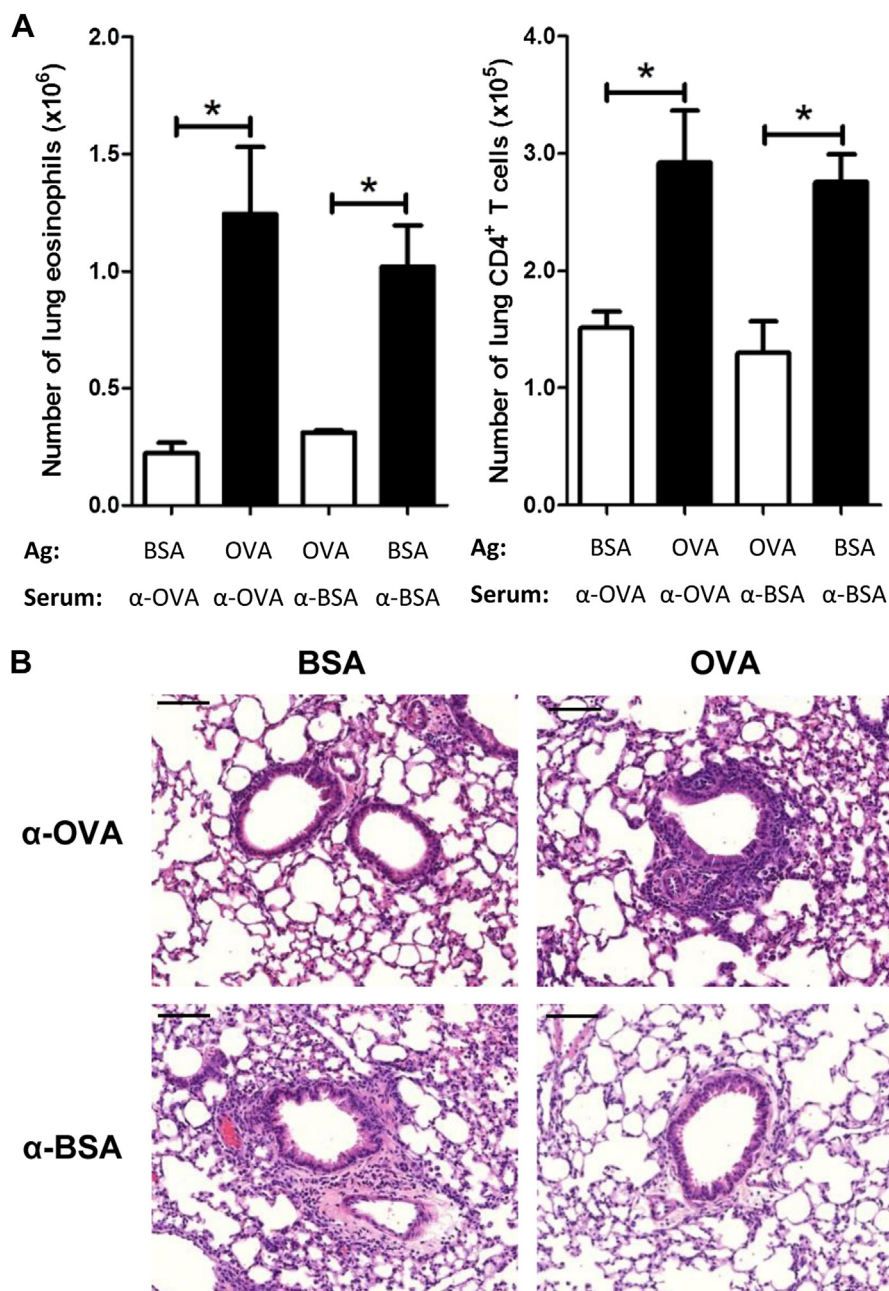 A
Number of lung eosinophils (x10⁶)
2.0
1.5
1.0
0.5
0.0
*
*
Ag: BSA OVA OVA BSA
Serum: α-OVA α-OVA α-BSA α-BSA
Number of lung CD4⁺ T cells (x10⁵)
4.0
3.0
2.0
1.0
0.0
*
*
Ag: BSA OVA OVA BSA
Serum: α-OVA α-OVA α-BSA α-BSA
B
BSA OVA
α-OVA
α-BSA